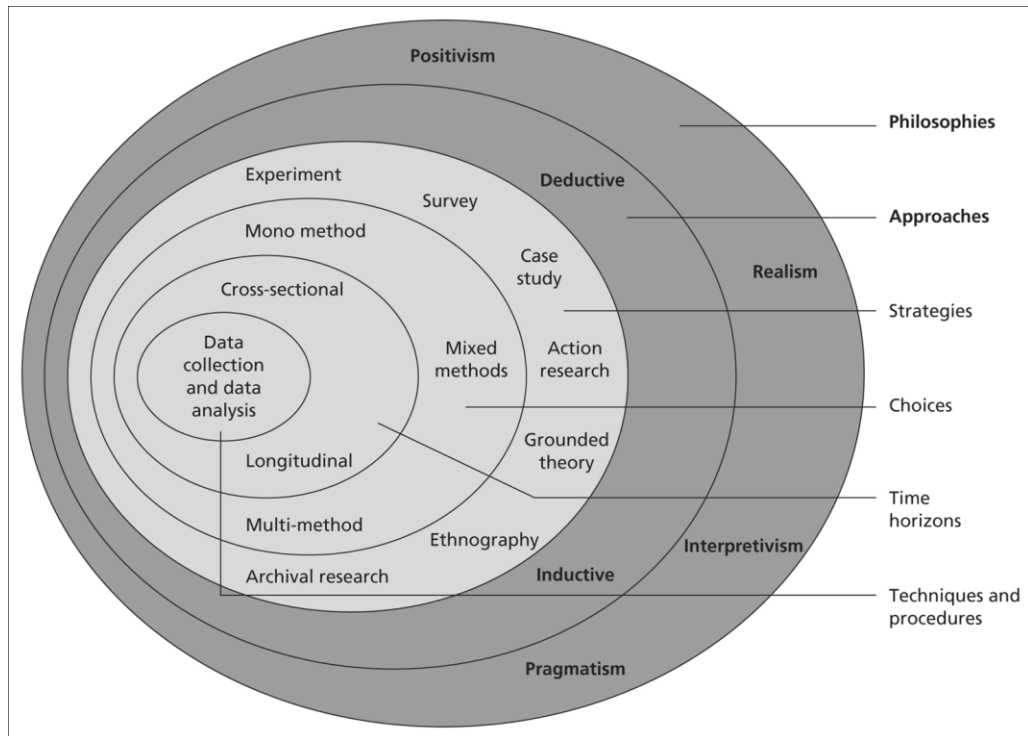 Positivism
Philosophies
Experiment
Deductive
Survey
Approaches
Mono method
Case
study
Realism
Cross-sectional
Strategies
Data
collection
and data
analysis
Mixed
methods
Action
research
Choices
Grounded
theory
Longitudinal
Time
horizons
Multi-method
Ethnography
Interpretivism
Archival research
Inductive
Techniques and
procedures
Pragmatism